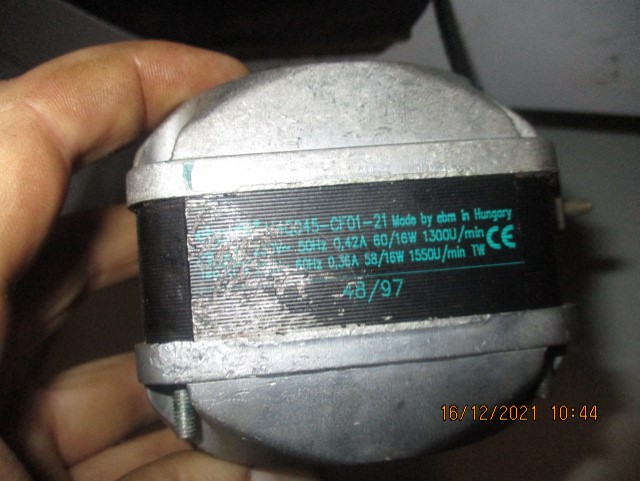 -CF01-21 Made by ebm in Hungary
50Hz 0,42A 60/16W 1300U/min CE
60Hz 0,36A 58/16W 1550U/min TW
48/97
16/12/2021 10:44